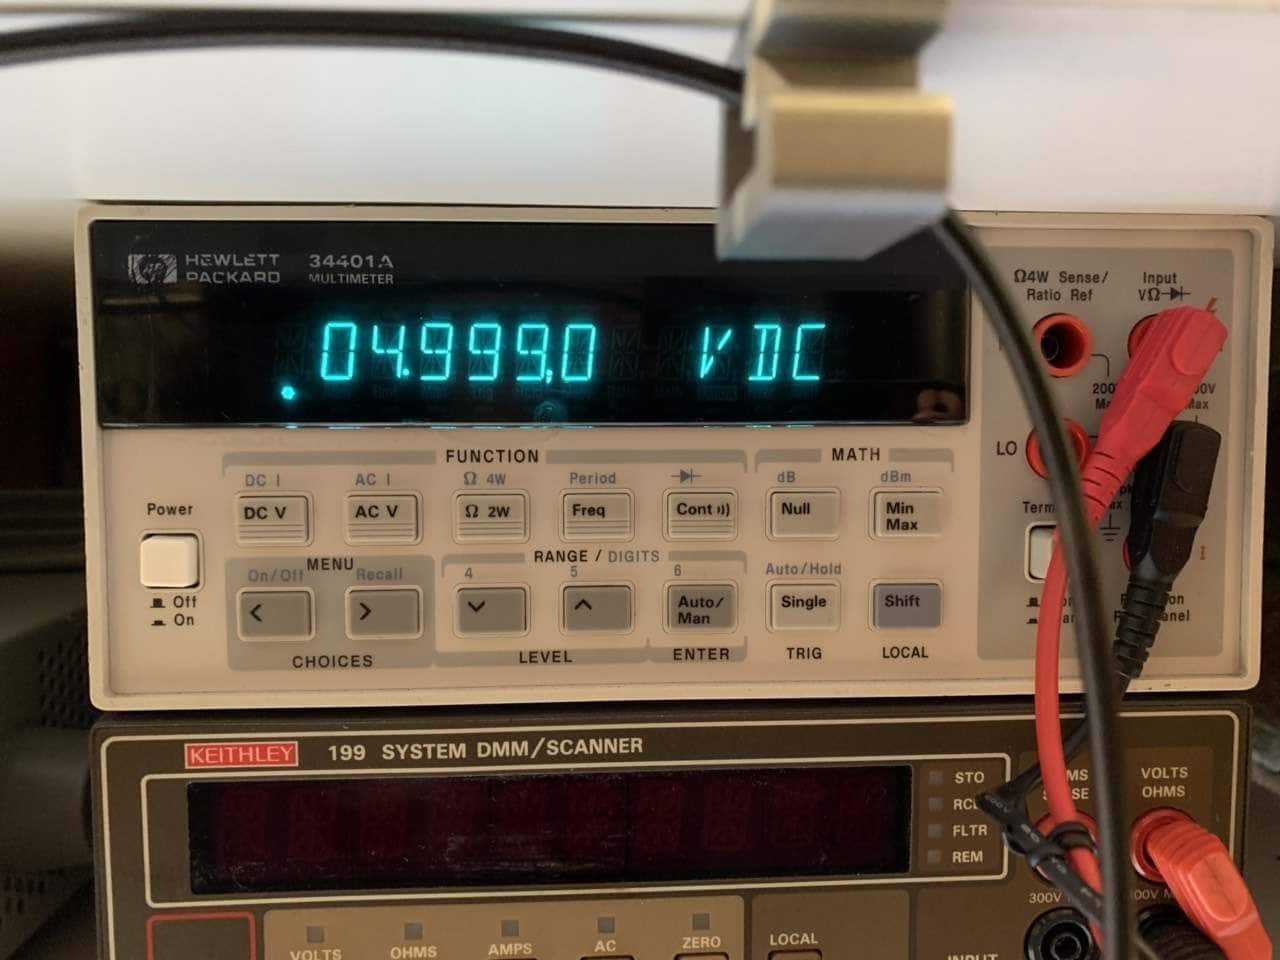 HEWLETT
PACKARD
34401A
MULTIMETER
04.999,0 VDC
Ω4W Sense/
Ratio Ref
Input
VΩ
LO
Max
FUNCTION
MATH
DC I
AC I
Ω 4W
Period
dB
dBm
Power
DC V
AC V
Ω 2W
Freq
Cont
Null
Min
Max
MENU
RANGE / DIGITS
On/Off
Recall
4
5
6
Auto/Hold
Off
On
<
>
Auto/
Man
Single
Shift
CHOICES
LEVEL
ENTER
TRIG
LOCAL
KEITHLEY
199 SYSTEM DMM/SCANNER
STO
FLTR
REM
VOLTS
OHMS
300V
VOLTS
OHMS
AMPS
AC
ZERO
LOCAL
INPUT